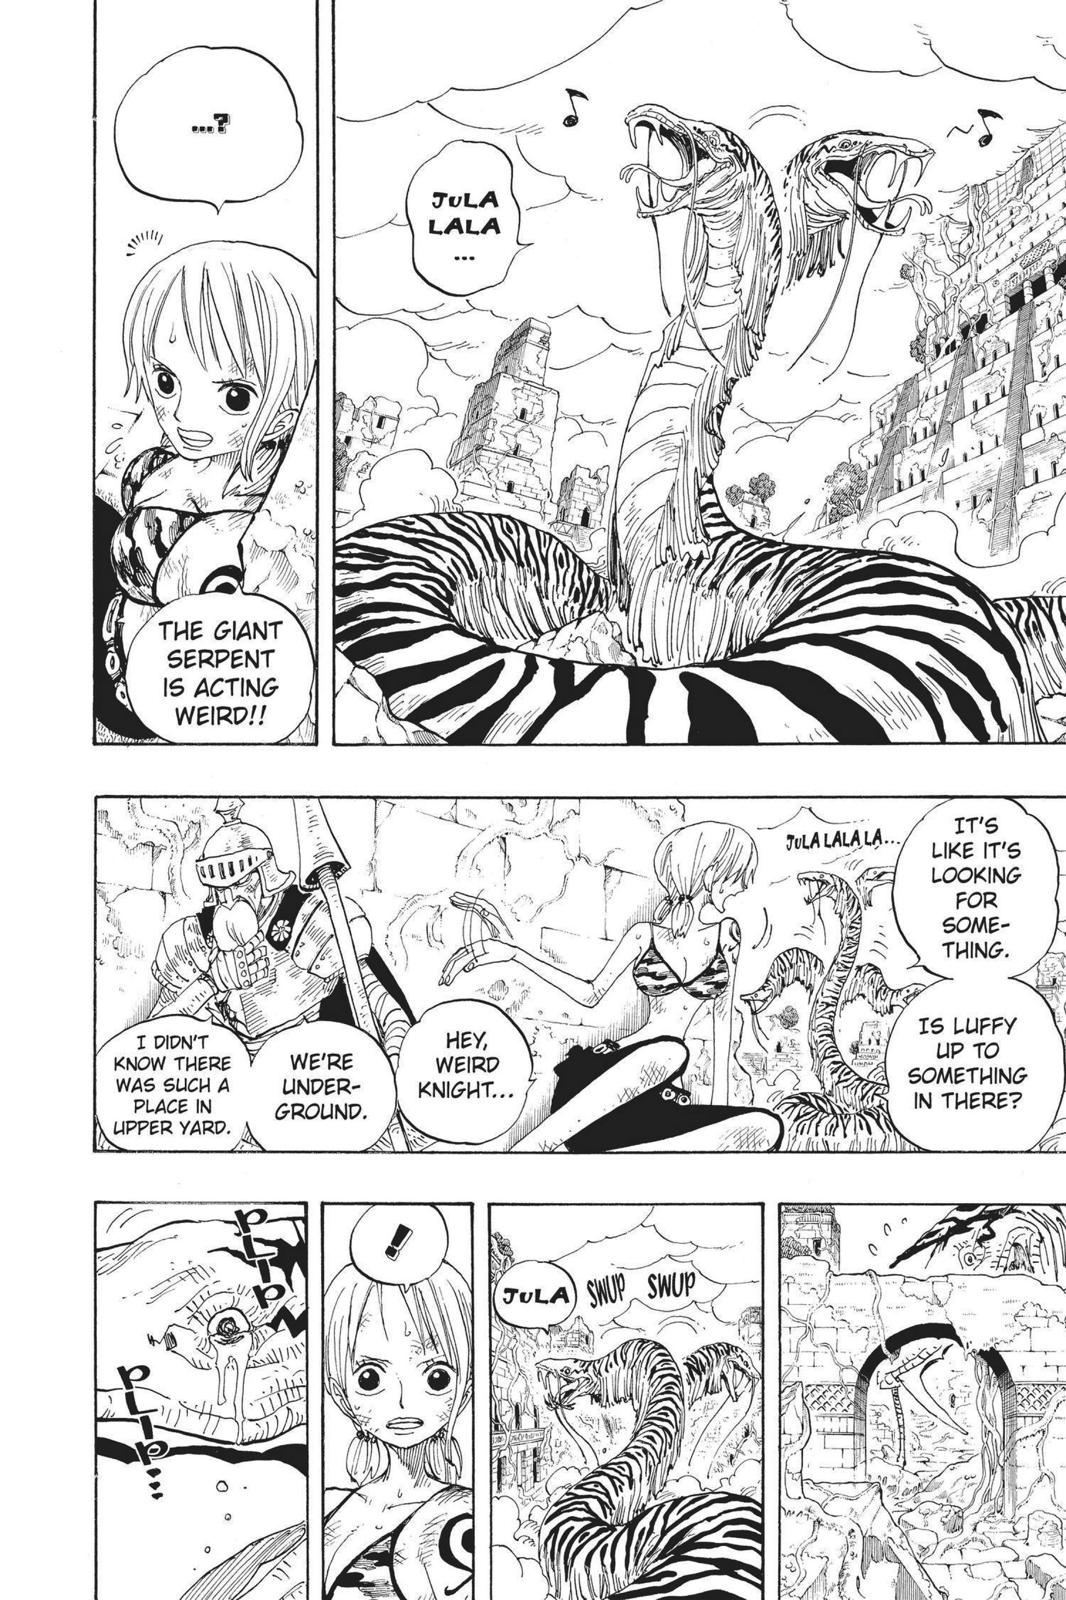 JULA
LALA
...
...?
THE GIANT
SERPENT
IS ACTING
WEIRD!!
IT'S
LIKE IT'S
LOOKING
FOR
SOME-
THING.
IS LUFFY
UP TO
SOMETHING
IN THERE?
JULA LALA LA...
HEY,
WEIRD
KNIGHT...
WE'RE
UNDER-
GROUND.
I DIDN'T
KNOW THERE
WAS SUCH A
PLACE IN
UPPER YARD.
SWUP SWUP
JULA
!
PLIP
PLIP...